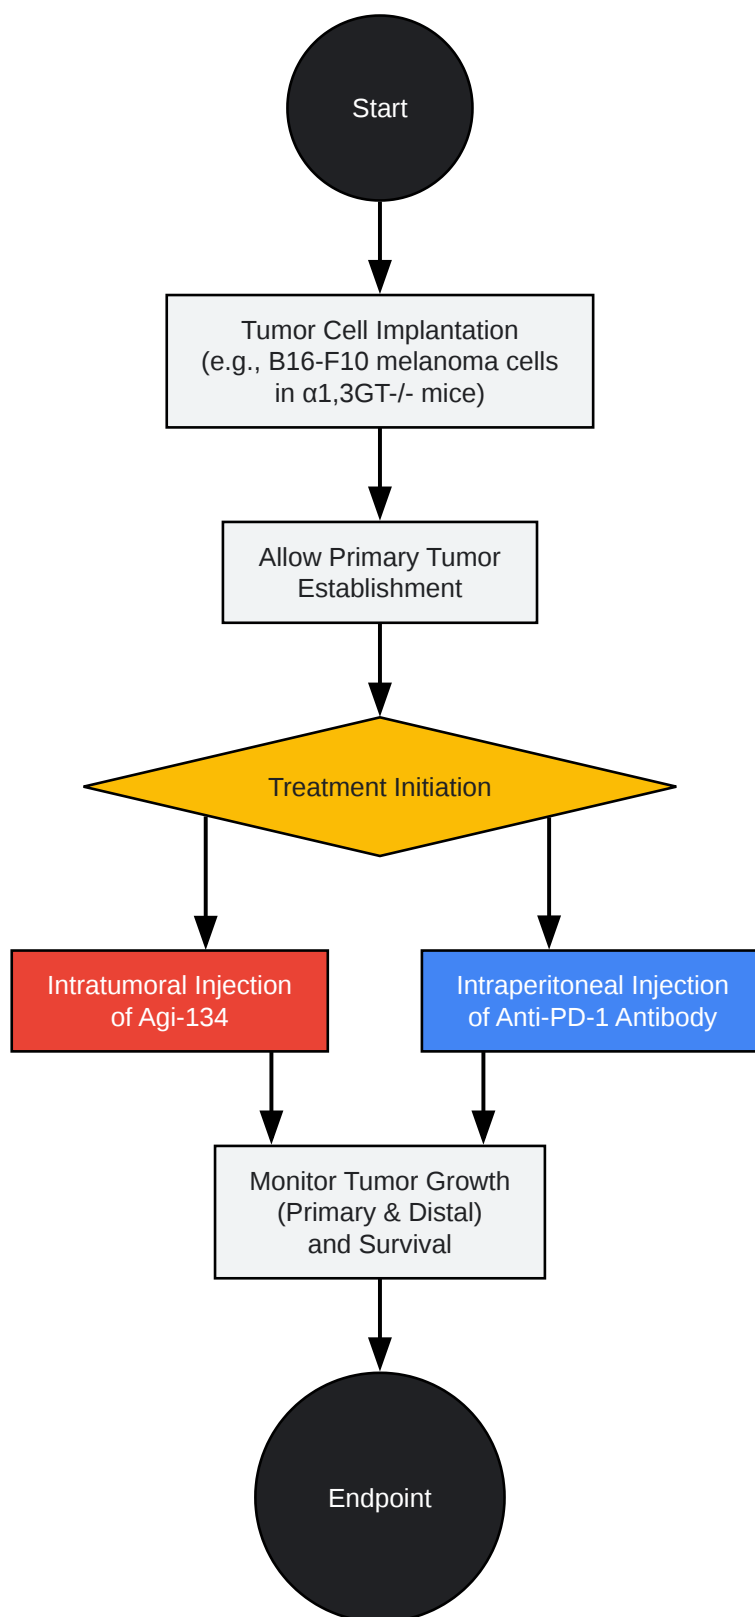 Start
Tumor Cell Implantation
(e.g., B16-F10 melanoma cells
in α1,3GT-/- mice)
Allow Primary Tumor
Establishment
Treatment Initiation
Intratumoral Injection
of Agi-134
Intraperitoneal Injection
of Anti-PD-1 Antibody
Monitor Tumor Growth
(Primary & Distal)
and Survival
Endpoint